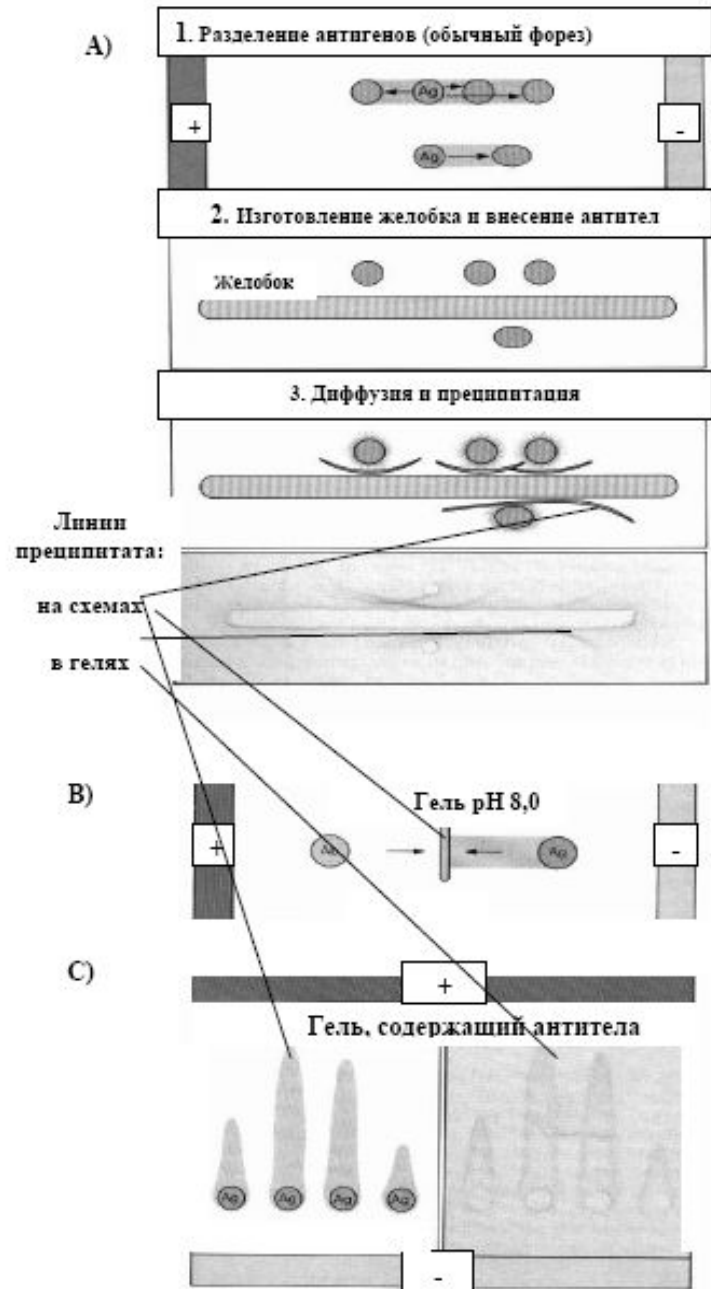 А)
1. Разделение антигенов (обычный форез)
+
-
Ag
Ag
2. Изготовление желобка и внесение антител
Желобок
3. Диффузия и преципитация
Линии
преципитата:
на схемах
в гелях
В)
Гель рН 8,0
+
-
Ag
С)
+
Гель, содержащий антитела
Ag
Ag
Ag
Ag
-